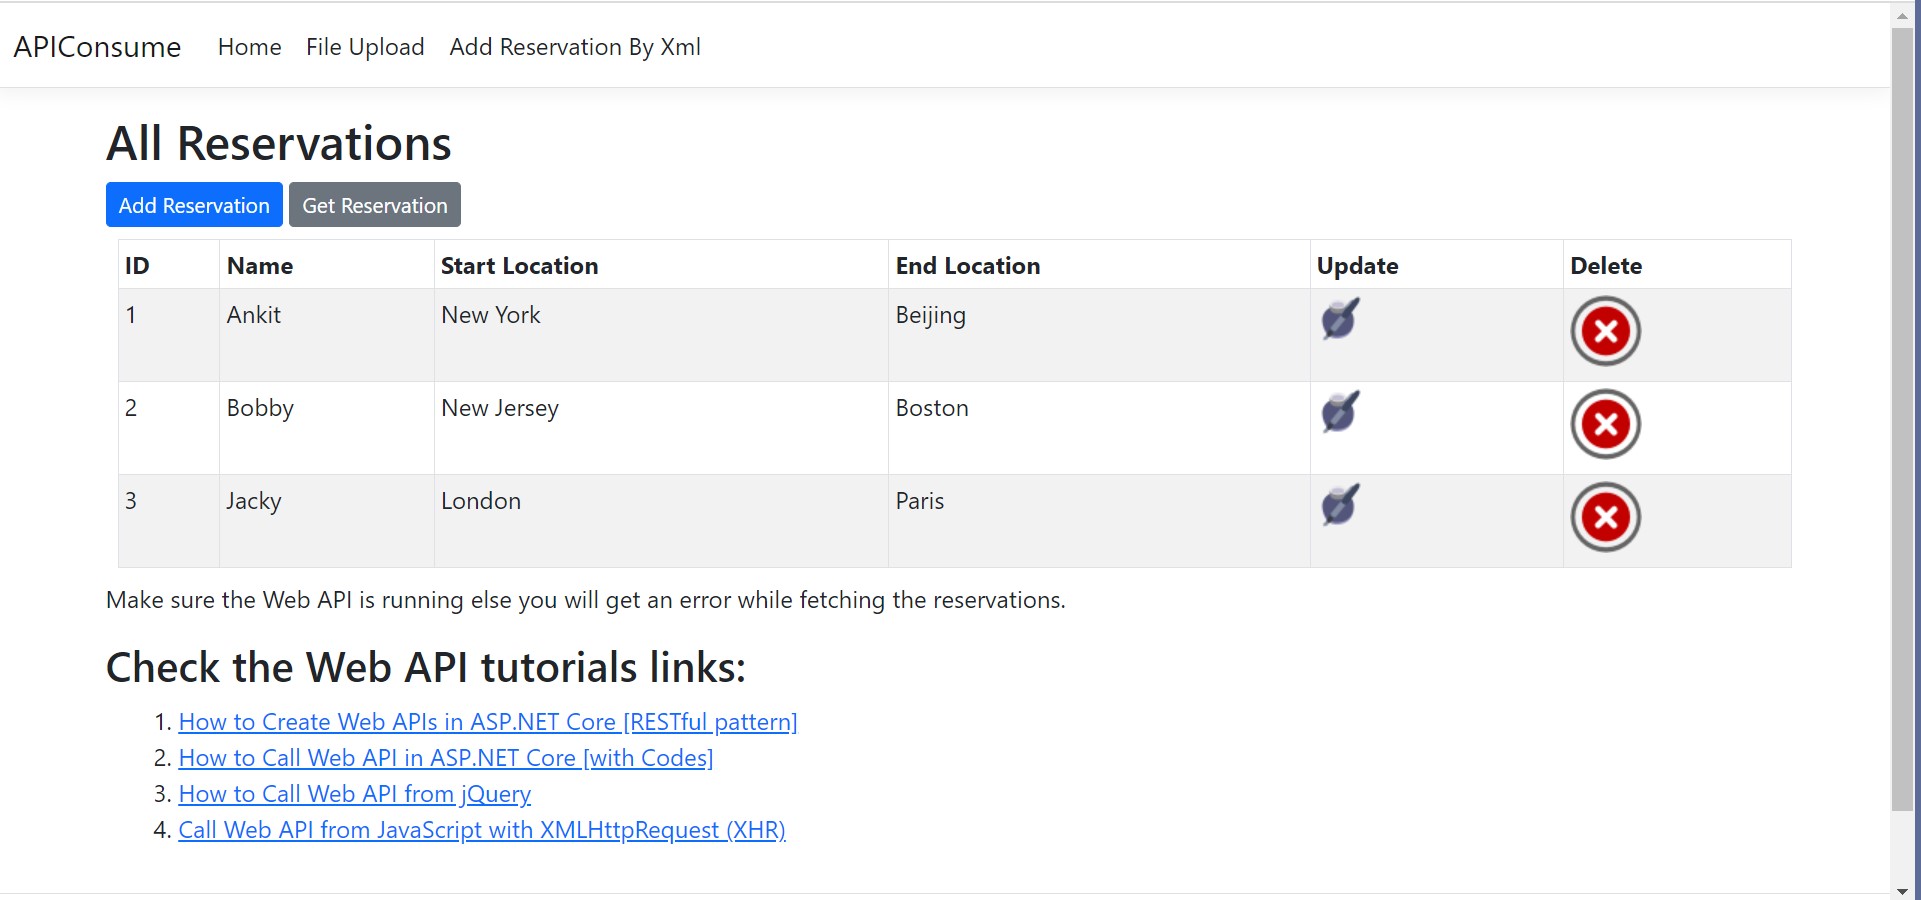 APIConsume Home File Upload Add Reservation By Xml
All Reservations
Add Reservation Get Reservation
ID Name Start Location End Location Update Delete
1 Ankit New York Beijing
2 Bobby New Jersey Boston
3 Jacky London Paris
Make sure the Web API is running else you will get an error while fetching the reservations.
Check the Web API tutorials links:
1. How to Create Web APIs in ASP.NET Core [RESTful pattern]
2. How to Call Web API in ASP.NET Core [with Codes]
3. How to Call Web API from jQuery
4. Call Web API from JavaScript with XMLHttpRequest (XHR)